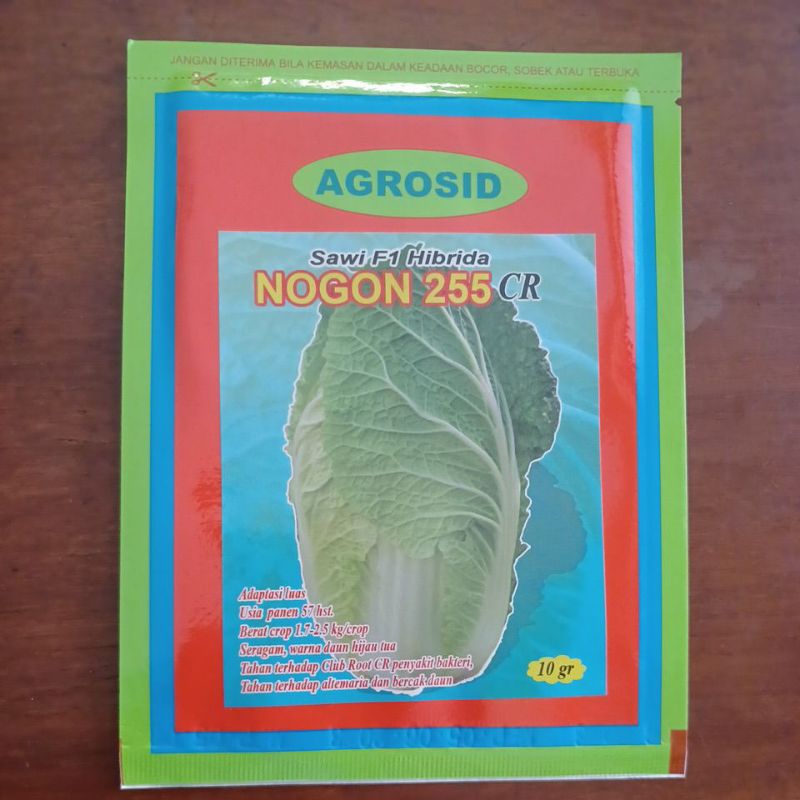 JANGAN DITERIMA BILA KEMASAN DALAM KEADAAN BOCOR, SOBEK ATAU TERBUKA
AGROSID
Sawi F1 Hibrida
NOGON 255 CR
Adaptasi luas
Usia panen 57 hst.
Berat crop 1.7-2.5 kg/crop
Seragam, warna daun hijau tua
Tahan terhadap Club Root CR penyakit bakteri,
Tahan terhadap altemaria dan bercak daun
10 gr